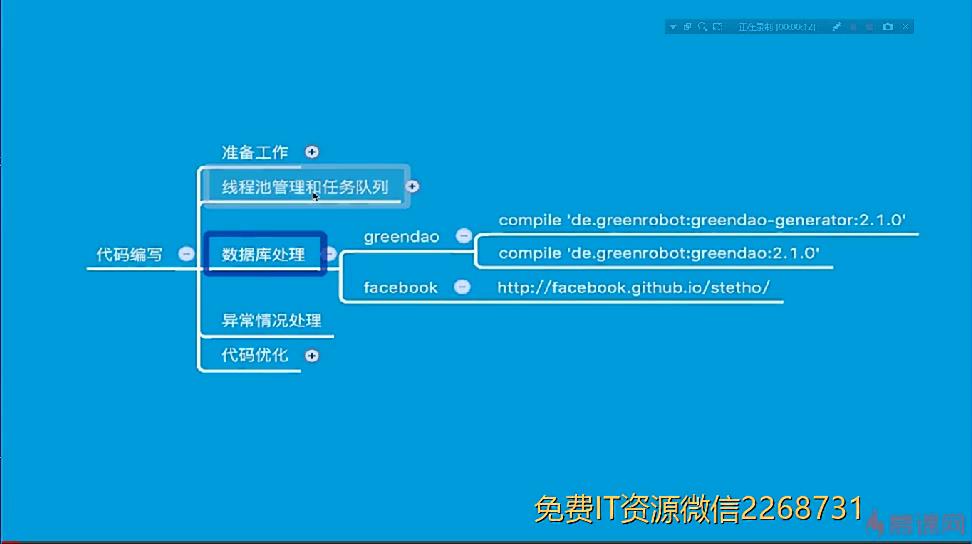 正在录制 [00:00:12]
准备工作
线程池管理和任务队列
代码编写
数据库处理
greendao
compile 'de.greenrobot:greendao-generator:2.1.0'
compile 'de.greenrobot:greendao:2.1.0'
facebook
http://facebook.github.io/stetho/
异常情况处理
代码优化
免费IT资源微信2268731
慕课网